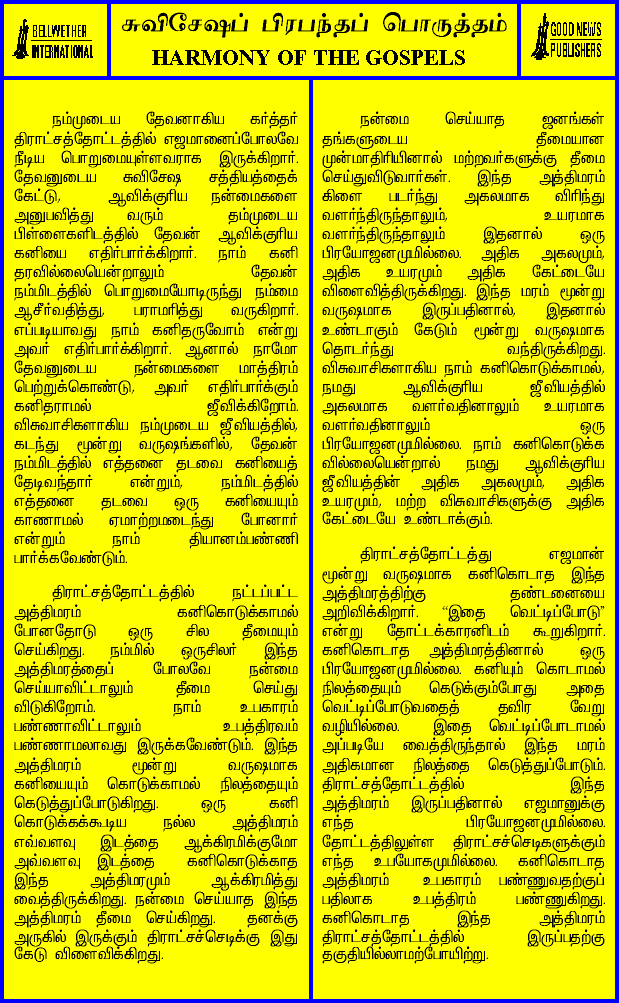 BELLWETHER
INTERNATIONAL
சுவிசேஷப் பிரபந்தப் பொருத்தம்
HARMONY OF THE GOSPELS
GOOD NEWS
PUBLISHERS
நம்முடைய தேவனாகிய கர்த்தர்
திராட்சத்தோட்டத்தில் எஜமானைப்போலவே
நீடிய பொறுமையுள்ளவராக இருக்கிறார்.
தேவனுடைய சுவிசேஷ சத்தியத்தைக்
கேட்டு, ஆவிக்குரிய நன்மைகளை
அனுபவித்து வரும் தம்முடைய
பிள்ளைகளிடத்தில் தேவன் ஆவிக்குரிய
கனியை எதிர்பார்க்கிறார். நாம் கனி
தரவில்லையென்றாலும் தேவன்
நம்மிடத்தில் பொறுமையோடிருந்து நம்மை
ஆசீர்வதித்து, பராமரித்து வருகிறார்.
எப்படியாவது நாம் கனிதருவோம் என்று
அவர் எதிர்பார்க்கிறார். ஆனால் நாமோ
தேவனுடைய நன்மைகளை மாத்திரம்
பெற்றுக்கொண்டு, அவர் எதிர்பார்க்கும்
கனிதராமல் ஜீவிக்கிறோம்.
விசுவாசிகளாகிய நம்முடைய ஜீவியத்தில்,
கடந்து மூன்று வருஷங்களில், தேவன்
நம்மிடத்தில் எத்தனை தடவை கனியைத்
தேடிவந்தார் என்றும், நம்மிடத்தில்
எத்தனை தடவை ஒரு கனியையும்
காணாமல் ஏமாற்றமடைந்து போனார்
என்றும் நாம் தியானம்பண்ணி
பார்க்கவேண்டும்.
திராட்சத்தோட்டத்தில் நட்டப்பட்ட
அத்திமரம் கனிகொடுக்காமல்
போனதோடு ஒரு சில தீமையும்
செய்கிறது. நம்மில் ஒருசிலர் இந்த
அத்திமரத்தைப் போலவே நன்மை
செய்யாவிட்டாலும் தீமை செய்து
விடுகிறோம். நாம் உபகாரம்
பண்ணாவிட்டாலும் உபத்திரவம்
பண்ணாமலாவது இருக்கவேண்டும். இந்த
அத்திமரம் மூன்று வருஷமாக
கனியையும் கொடுக்காமல் நிலத்தையும்
கெடுத்துப்போடுகிறது. ஒரு கனி
கொடுக்கக்கூடிய நல்ல அத்திமரம்
எவ்வளவு இடத்தை ஆக்கிரமிக்குமோ
அவ்வளவு இடத்தை கனிகொடுக்காத
இந்த அத்திமரமும் ஆக்கிரமித்து
வைத்திருக்கிறது. நன்மை செய்யாத இந்த
அத்திமரம் தீமை செய்கிறது. தனக்கு
அருகில் இருக்கும் திராட்சச்செடிக்கு இது
கேடு விளைவிக்கிறது.
நன்மை செய்யாத ஜனங்கள்
தங்களுடைய தீமையான
முன்மாதிரியினால் மற்றவர்களுக்கு தீமை
செய்துவிடுவார்கள். இந்த அத்திமரம்
கிளை படர்ந்து அகலமாக விரிந்து
வளர்ந்திருந்தாலும், உயரமாக
வளர்ந்திருந்தாலும் இதனால் ஒரு
பிரயோஜனமுமில்லை. அதிக அகலமும்,
அதிக உயரமும் அதிக கேட்டையே
விளைவித்திருக்கிறது. இந்த மரம் மூன்று
வருஷமாக இருப்பதினால், இதனால்
உண்டாகும் கேடும் மூன்று வருஷமாக
தொடர்ந்து வந்திருக்கிறது.
விசுவாசிகளாகிய நாம் கனிகொடுக்காமல்,
நமது ஆவிக்குரிய ஜீவியத்தில்
அகலமாக வளர்வதினாலும் உயரமாக
வளர்வதினாலும் ஒரு
பிரயோஜனமுமில்லை. நாம் கனிகொடுக்க
வில்லையென்றால் நமது ஆவிக்குரிய
ஜீவியத்தின் அதிக அகலமும், அதிக
உயரமும், மற்ற விசுவாசிகளுக்கு அதிக
கேட்டையே உண்டாக்கும்.
திராட்சத்தோட்டத்து எஜமான்
மூன்று வருஷமாக கனிகொடாத இந்த
அத்திமரத்திற்கு தண்டனையை
அறிவிக்கிறார். “இதை வெட்டிப்போடு”
என்று தோட்டக்காரனிடம் கூறுகிறார்.
கனிகொடாத அத்திமரத்தினால் ஒரு
பிரயோஜனமுமில்லை. கனியும் கொடாமல்
நிலத்தையும் கெடுக்கும்போது அதை
வெட்டிப்போடுவதைத் தவிர வேறு
வழியில்லை. இதை வெட்டிப்போடாமல்
அப்படியே வைத்திருந்தால் இந்த மரம்
அதிகமான நிலத்தை கெடுத்துப்போடும்.
திராட்சத்தோட்டத்தில் இந்த
அத்திமரம் இருப்பதினால் எஜமானுக்கு
எந்த பிரயோஜனமுமில்லை.
தோட்டத்திலுள்ள திராட்சச்செடிகளுக்கும்
எந்த உபயோகமுமில்லை. கனிகொடாத
அத்திமரம் உபகாரம் பண்ணுவதற்குப்
பதிலாக உபத்திரம் பண்ணுகிறது.
கனிகொடாத இந்த அத்திமரம்
திராட்சத்தோட்டத்தில் இருப்பதற்கு
தகுதியில்லாமற்போயிற்று.